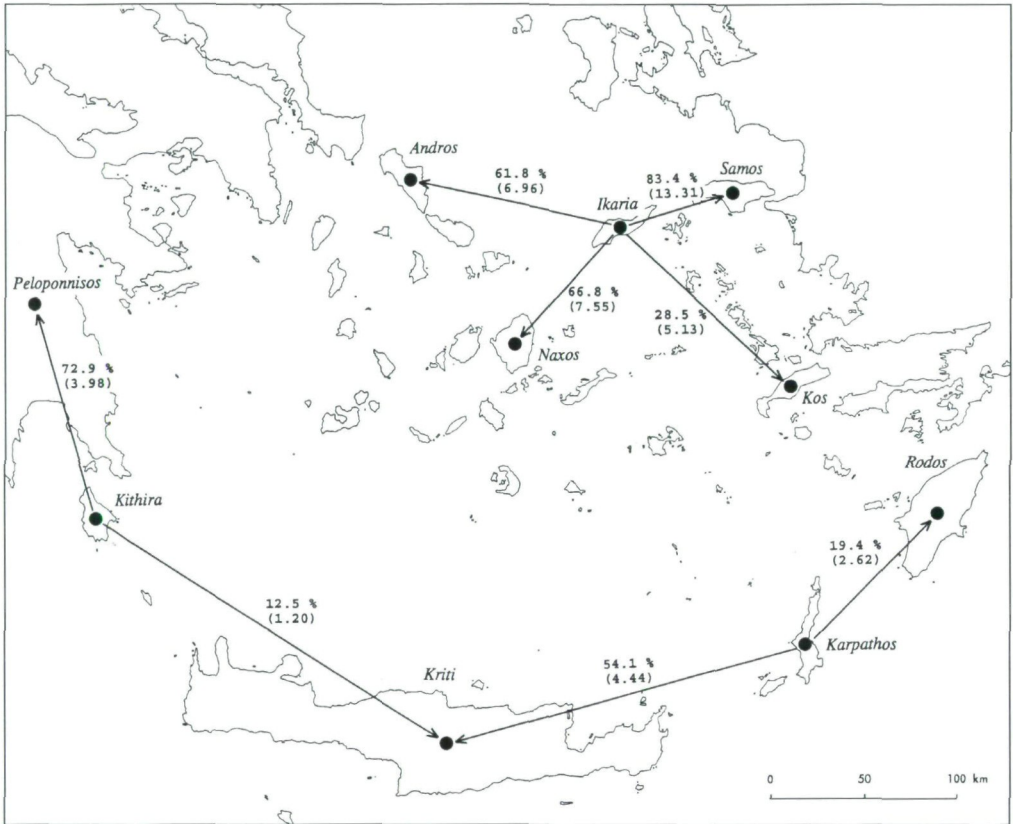 Andros
61.8 %
(6.96)
83.4 %
(13.31)
Samos
Ikaria
Peloponnisos
66.8 %
(7.55)
28.5 %
(5.13)
Naxos
72.9 %
(3.98)
Kos
Rodos
Kithira
19.4 %
(2.62)
12.5 %
(1.20)
Karpathos
54.1 %
(4.44)
Kriti
0 50 100 km